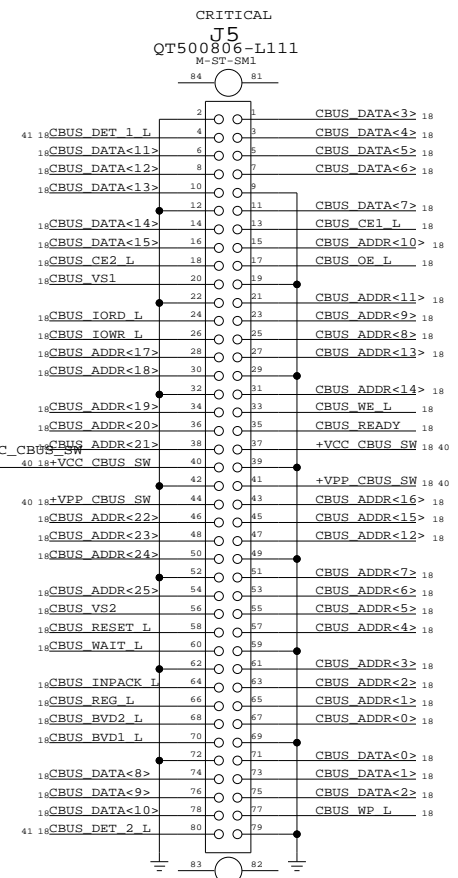 CRITICAL
J5
QT500806-L111
M-ST-SM1
84 81
2 1 CBUS_DATA<3> 18
41 18 CBUS_DET_1_L 4 3 CBUS_DATA<4> 18
18 CBUS_DATA<11> 6 5 CBUS_DATA<5> 18
18 CBUS_DATA<12> 8 7 CBUS_DATA<6> 18
18 CBUS_DATA<13> 10 9
12 11 CBUS_DATA<7> 18
18 CBUS_DATA<14> 14 13 CBUS_CE1_L 18
18 CBUS_DATA<15> 16 15 CBUS_ADDR<10> 18
18 CBUS_CE2_L 18 17 CBUS_OE_L 18
18 CBUS_VS1 20 19
22 21 CBUS_ADDR<11> 18
18 CBUS_IORD_L 24 23 CBUS_ADDR<9> 18
18 CBUS_IOWR_L 26 25 CBUS_ADDR<8> 18
18 CBUS_ADDR<17> 28 27 CBUS_ADDR<13> 18
18 CBUS_ADDR<18> 30 29
32 31 CBUS_ADDR<14> 18
18 CBUS_ADDR<19> 34 33 CBUS_WE_L 18
18 CBUS_ADDR<20> 36 35 CBUS_READY 18
C_CBUS_SW 18 CBUS_ADDR<21> 38 37 +VCC_CBUS_SW 18 40
40 18 +VCC_CBUS_SW 40 39
42 41 +VPP_CBUS_SW 18 40
40 18 +VPP_CBUS_SW 44 43 CBUS_ADDR<16> 18
18 CBUS_ADDR<22> 46 45 CBUS_ADDR<15> 18
18 CBUS_ADDR<23> 48 47 CBUS_ADDR<12> 18
18 CBUS_ADDR<24> 50 49
52 51 CBUS_ADDR<7> 18
18 CBUS_ADDR<25> 54 53 CBUS_ADDR<6> 18
18 CBUS_VS2 56 55 CBUS_ADDR<5> 18
18 CBUS_RESET_L 58 57 CBUS_ADDR<4> 18
18 CBUS_WAIT_L 60 59
62 61 CBUS_ADDR<3> 18
18 CBUS_INPACK_L 64 63 CBUS_ADDR<2> 18
18 CBUS_REG_L 66 65 CBUS_ADDR<1> 18
18 CBUS_BVD2_L 68 67 CBUS_ADDR<0> 18
18 CBUS_BVD1_L 70 69
72 71 CBUS_DATA<0> 18
18 CBUS_DATA<8> 74 73 CBUS_DATA<1> 18
18 CBUS_DATA<9> 76 75 CBUS_DATA<2> 18
18 CBUS_DATA<10> 78 77 CBUS_WP_L 18
41 18 CBUS_DET_2_L 80 79
83 82